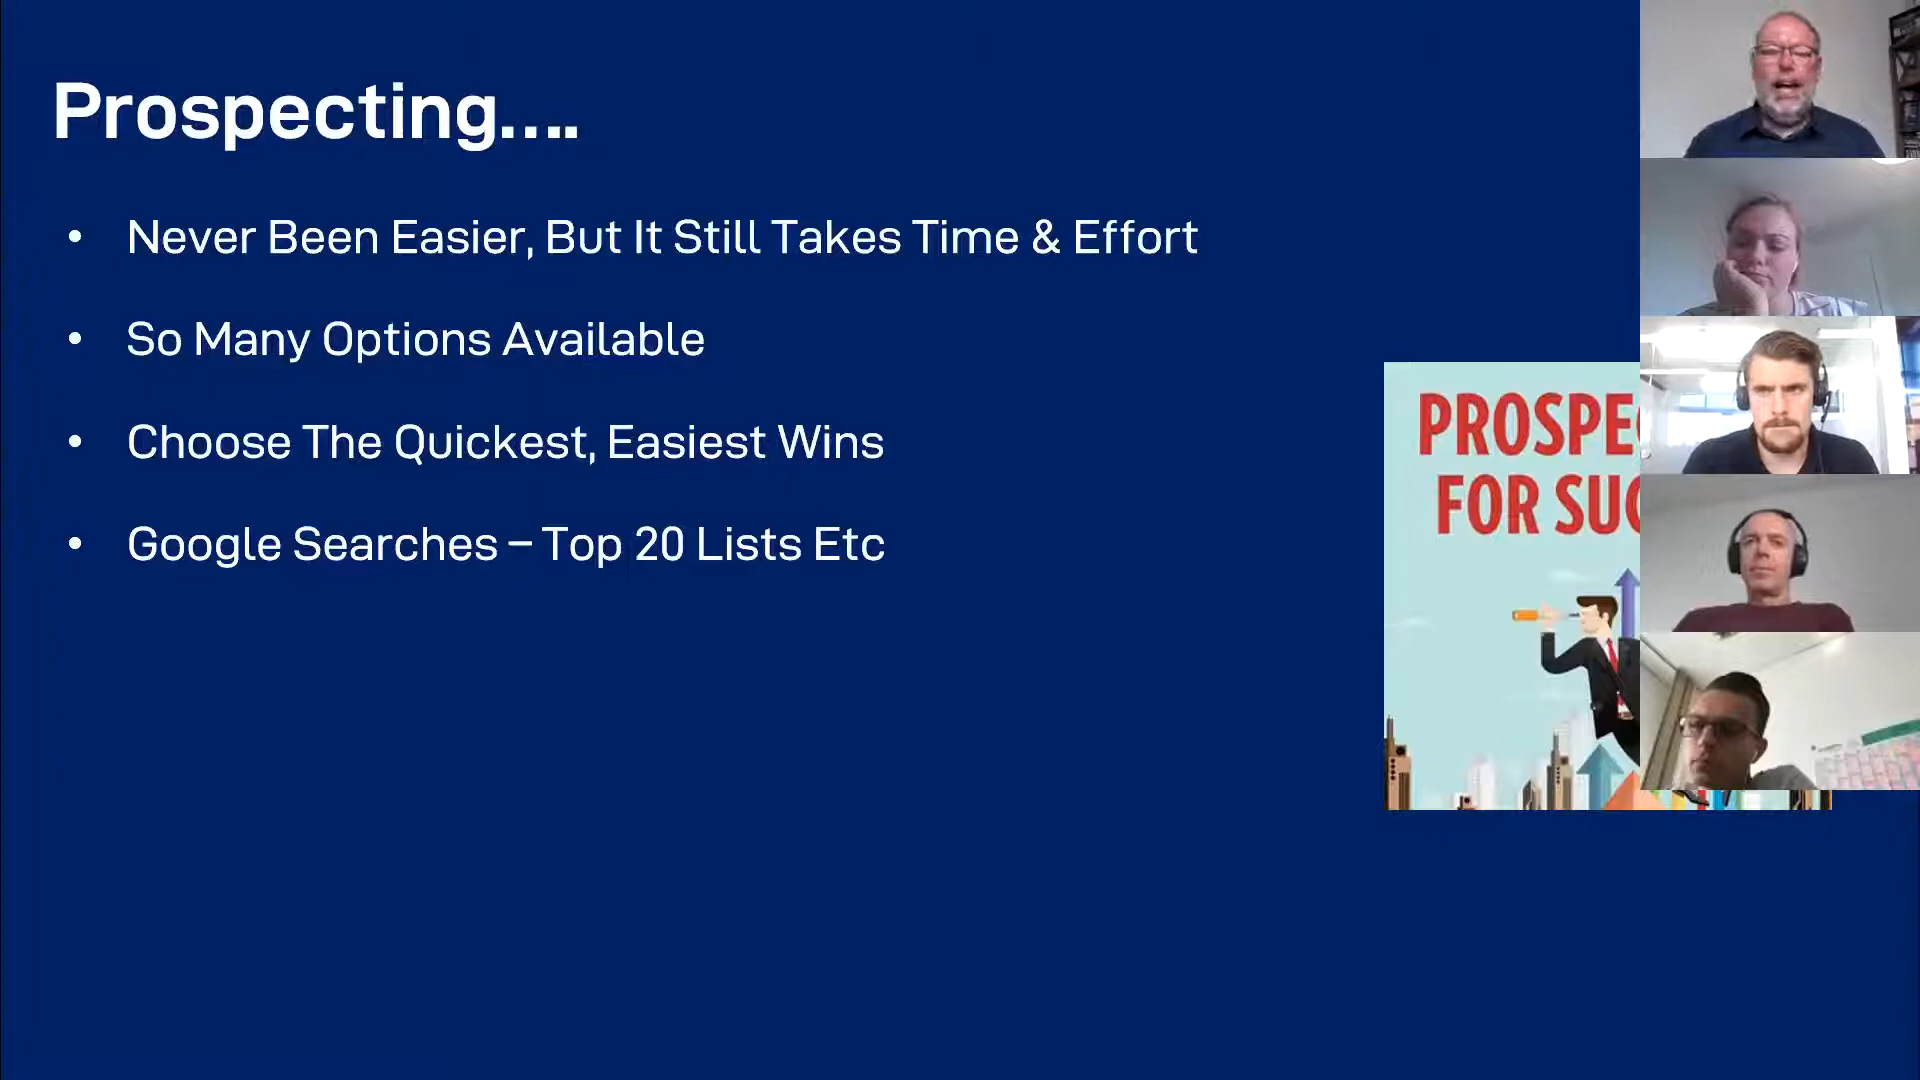 Prospecting....
• Never Been Easier, But It Still Takes Time & Effort
• So Many Options Available
• Choose The Quickest, Easiest Wins
• Google Searches – Top 20 Lists Etc
PROSPE
FOR SU